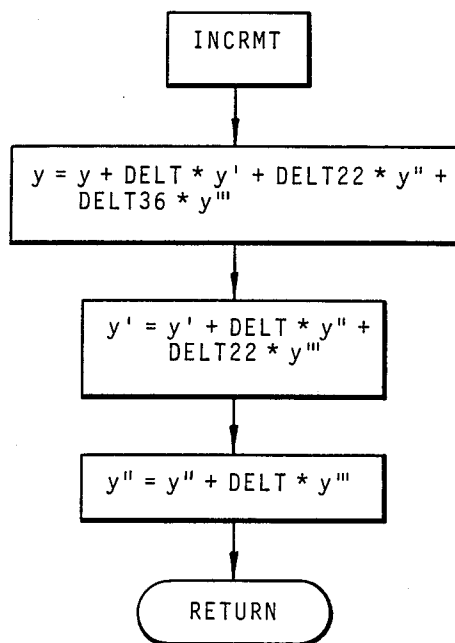 INCRMT
y = y + DELT * y' + DELT22 * y" +
DELT36 * y"'
y' = y' + DELT * y" +
DELT22 * y"'
y" = y" + DELT * y"'
RETURN